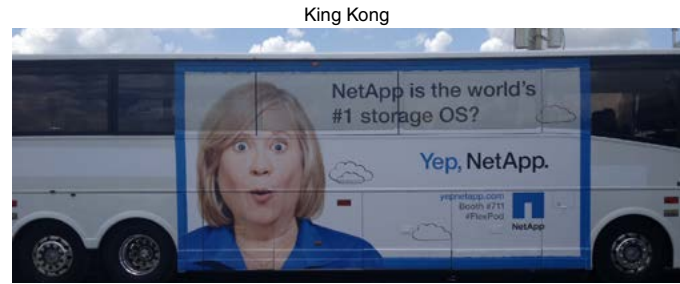 King Kong
NetApp is the world's
#1 storage OS?
Yep, NetApp.
yepnetapp.com
Booth #711
#FlexPod
NetApp